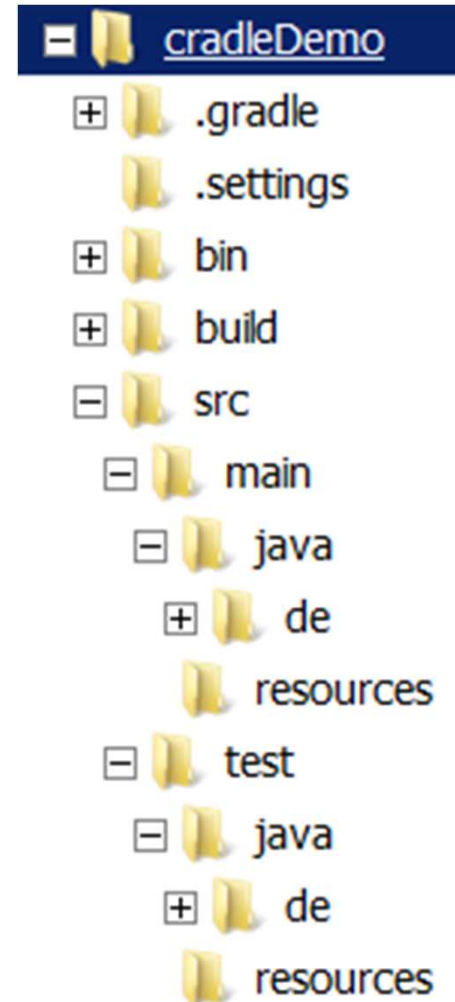 cradleDemo
.gradle
.settings
bin
build
src
main
java
de
resources
test
java
de
resources